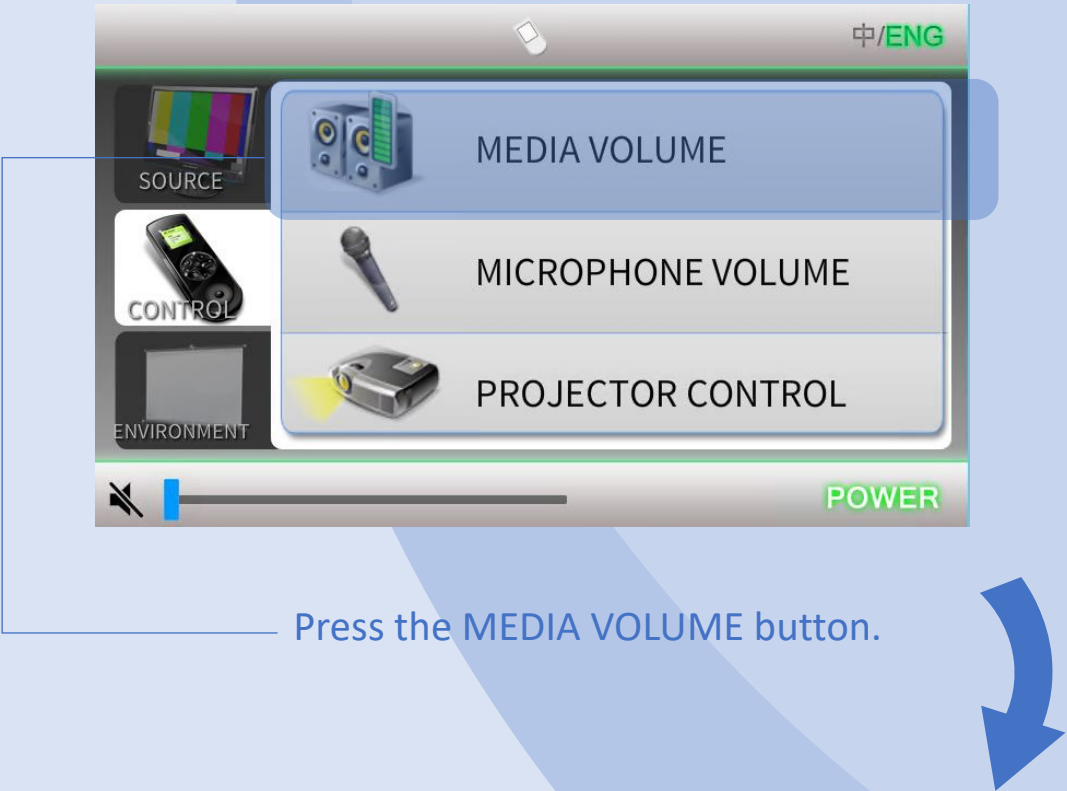 中/ENG
SOURCE
MEDIA VOLUME
CONTROL
MICROPHONE VOLUME
ENVIRONMENT
PROJECTOR CONTROL
POWER
Press the MEDIA VOLUME button.